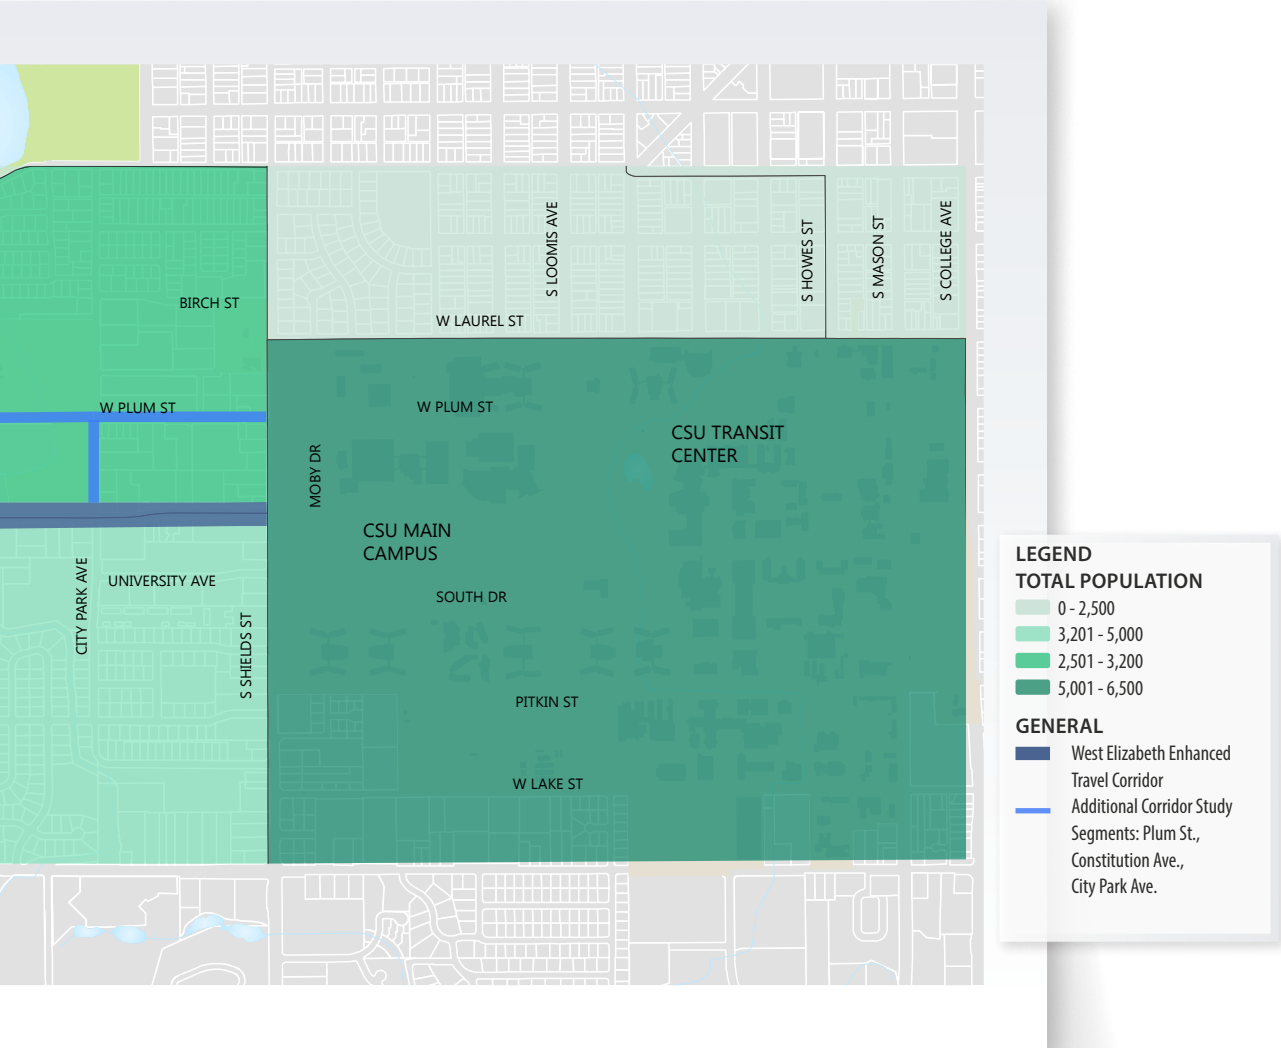 S LOOMIS AVE
S HOWES ST
S MASON ST
S COLLEGE AVE
BIRCH ST
W LAUREL ST
W PLUM ST
W PLUM ST
MOBY DR
CSU TRANSIT
CENTER
CSU MAIN
CAMPUS
CITY PARK AVE
UNIVERSITY AVE
S SHIELDS ST
SOUTH DR
PITKIN ST
W LAKE ST
LEGEND
TOTAL POPULATION
0 - 2,500
3,201 - 5,000
2,501 - 3,200
5,001 - 6,500
GENERAL
West Elizabeth Enhanced
Travel Corridor
Additional Corridor Study
Segments: Plum St.,
Constitution Ave.,
City Park Ave.